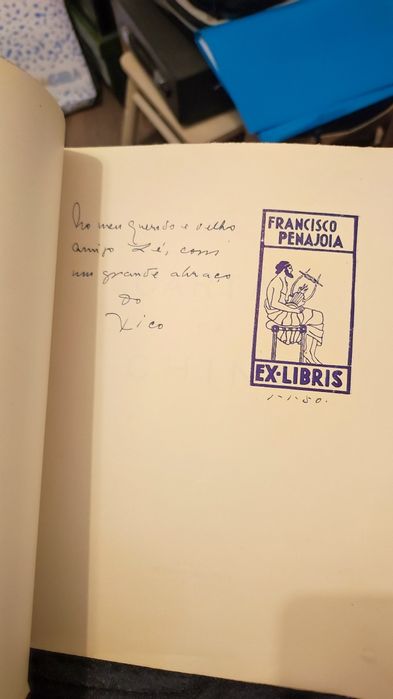 Ao meu querido e velho
amigo Zé, com
um grande abraço
do
Xico
FRANCISCO
PENAJOIA
EX-LIBRIS
1-1-50.